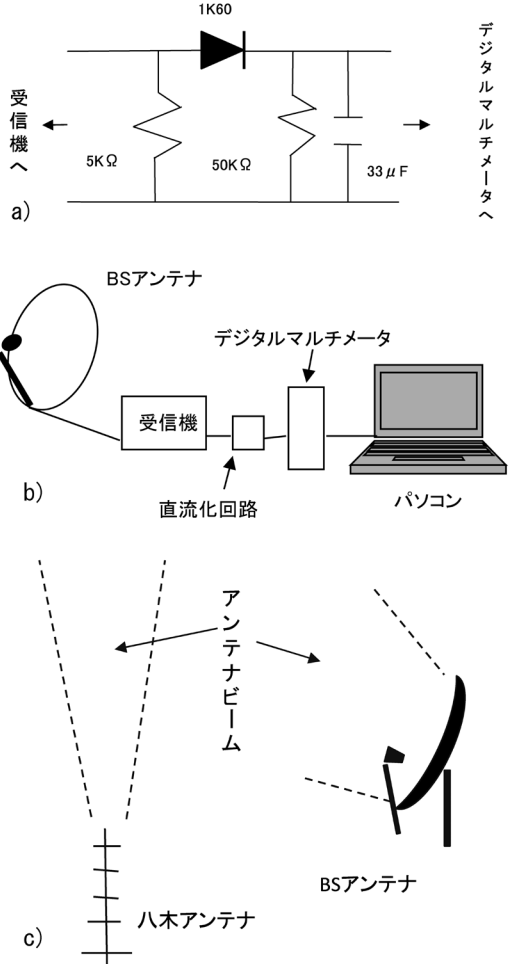 1K60
受信機へ
5KΩ
50KΩ
33μF
デジタルマルチメータへ
a)
BSアンテナ
デジタルマルチメータ
受信機
b)
直流化回路
パソコン
アンテナビーム
BSアンテナ
八木アンテナ
c)